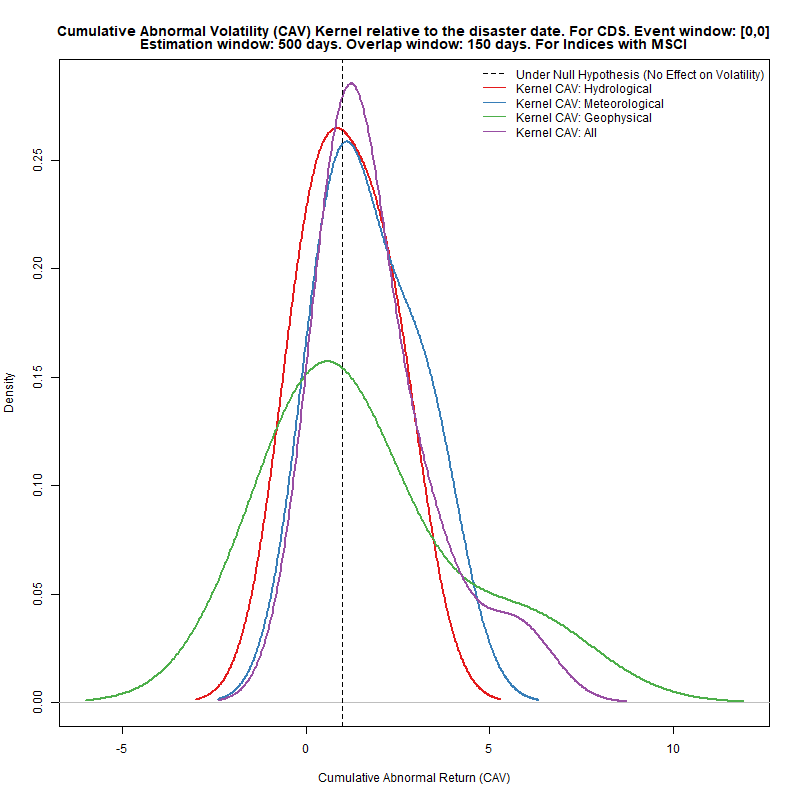 Cumulative Abnormal Volatility (CAV) Kernel relative to the disaster date. For CDS. Event window: [0,0]
Estimation window: 500 days. Overlap window: 150 days. For Indices with MSCI
Under Null Hypothesis (No Effect on Volatility)
Kernel CAV: Hydrological
Kernel CAV: Meteorological
Kernel CAV: Geophysical
Kernel CAV: All
0.25
0.20
0.15
0.10
0.05
0.00
Density
-5
0
5
10
Cumulative Abnormal Return (CAV)